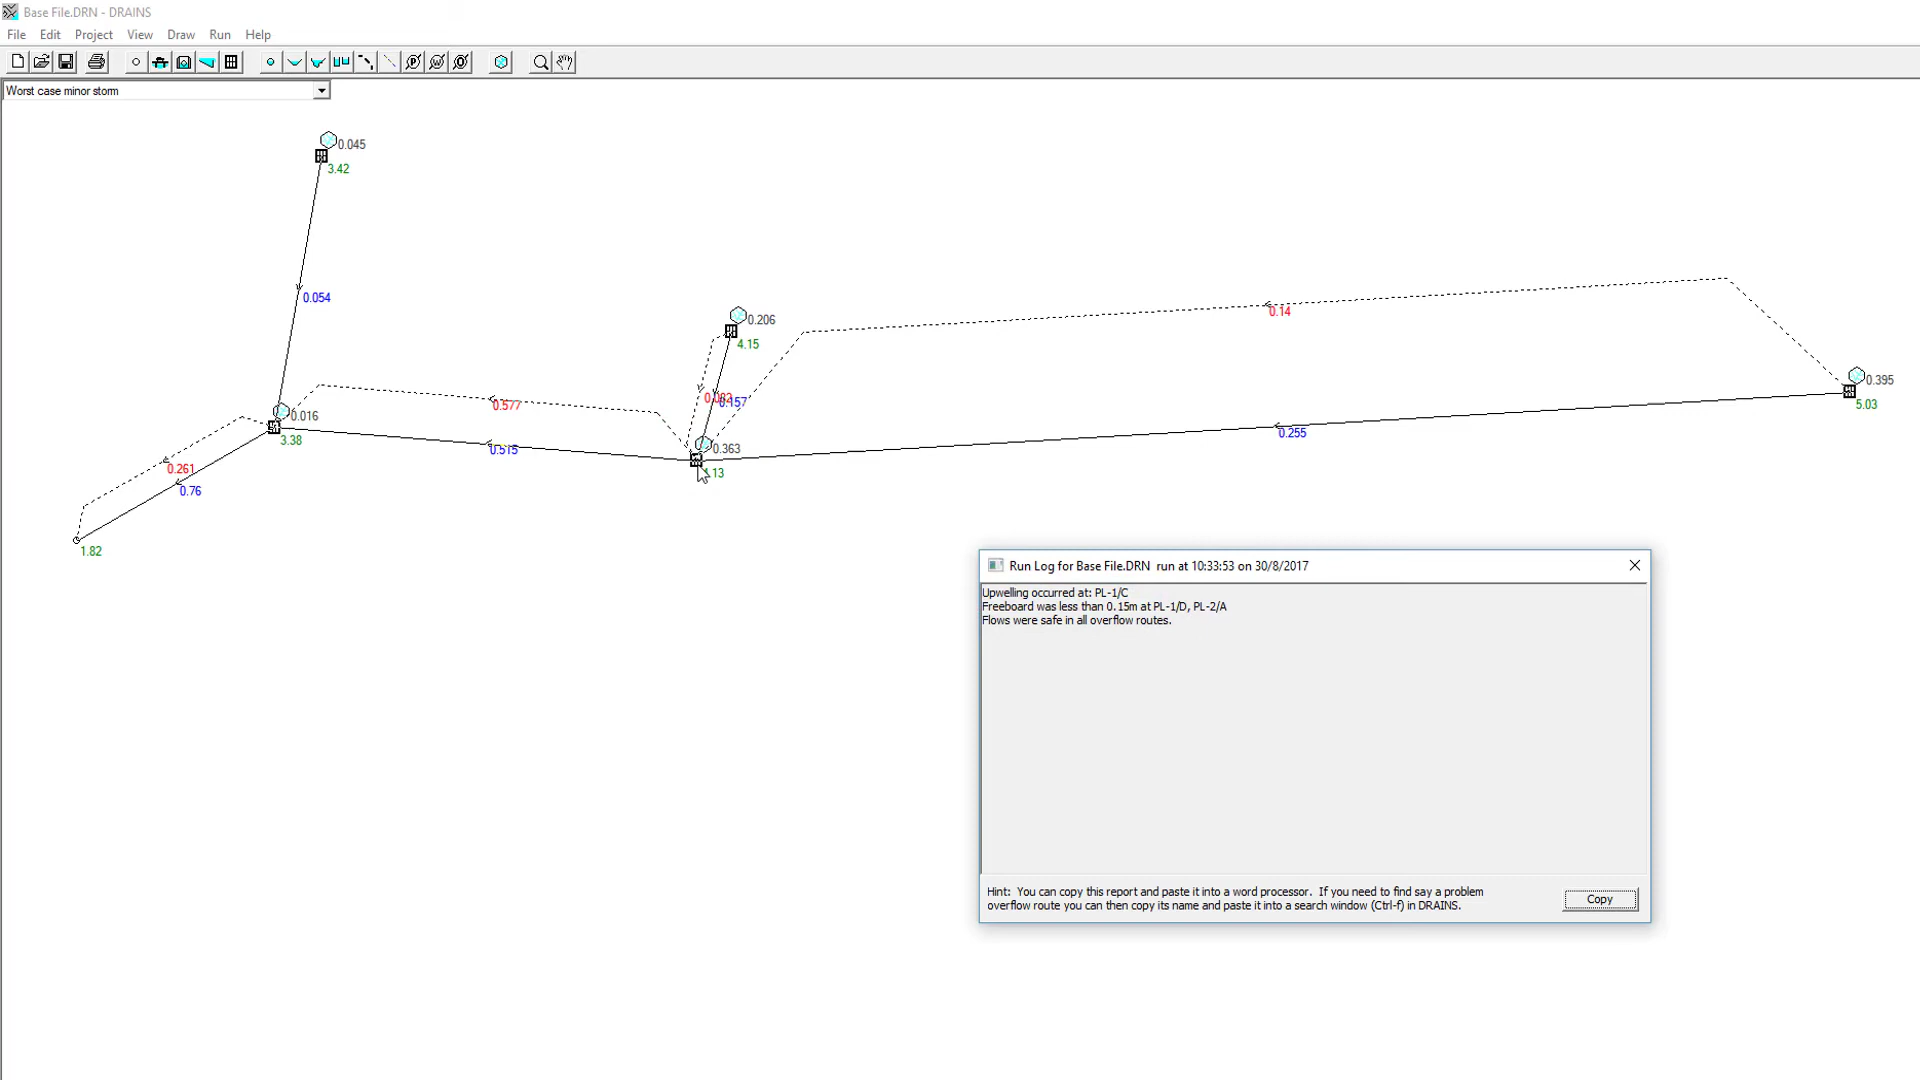 Base File.DRN - DRAINS
File Edit Project View Draw Run Help
Worst case minor storm
0.045
3.42
0.054
0.206
4.15
0.14
0.157
0.395
5.03
0.577
0.016
3.38
0.515
0.363
0.255
0.261
0.76
1.82
Run Log for Base File.DRN run at 10:33:53 on 30/8/2017
Upwelling occurred at: PL-1/C
Freeboard was less than 0.15m at PL-1/D, PL-2/A
Flows were safe in all overflow routes.
Hint: You can copy this report and paste it into a word processor. If you need to find say a problem
overflow route you can then copy its name and paste it into a search window (Ctrl-f) in DRAINS.
Copy